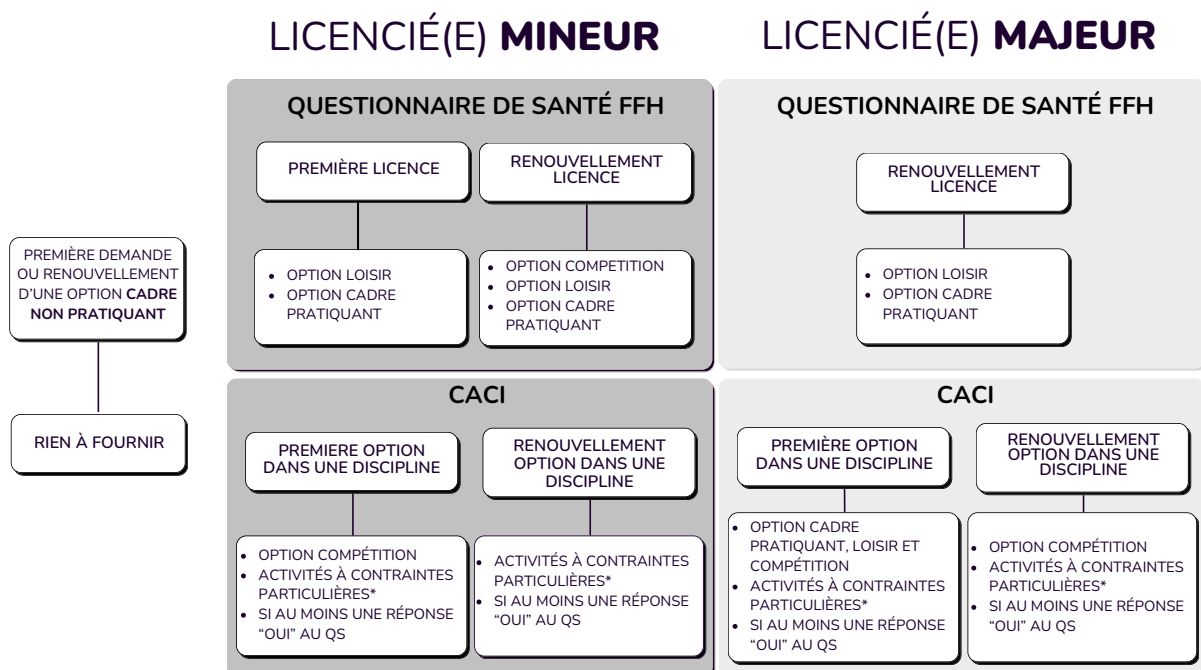 LICENCIÉ(E) MINEUR
LICENCIÉ(E) MAJEUR
PREMIÈRE DEMANDE
OU RENOUVELLEMENT
D’UNE OPTION CADRE
NON PRATIQUANT
RIEN À FOURNIR
QUESTIONNAIRE DE SANTÉ FFH
PREMIÈRE LICENCE
• OPTION LOISIR
• OPTION CADRE
PRATIQUANT
RENOUVELLEMENT
LICENCE
• OPTION COMPETITION
• OPTION LOISIR
• OPTION CADRE
PRATIQUANT
QUESTIONNAIRE DE SANTÉ FFH
RENOUVELLEMENT
LICENCE
• OPTION LOISIR
• OPTION CADRE
PRATIQUANT
CACI
PREMIERE OPTION
DANS UNE DISCIPLINE
• OPTION COMPÉTITION
• ACTIVITÉS À CONTRAINTES
PARTICULIÈRES*
• SI AU MOINS UNE RÉPONSE
“OUI” AU QS
RENOUVELLEMENT
OPTION DANS UNE
DISCIPLINE
• ACTIVITÉS À CONTRAINTES
PARTICULIÈRES*
• SI AU MOINS UNE RÉPONSE
“OUI” AU QS
CACI
PREMIÈRE OPTION
DANS UNE DISCIPLINE
• OPTION CADRE
PRATIQUANT, LOISIR ET
COMPÉTITION
• ACTIVITÉS À CONTRAINTES
PARTICULIÈRES*
• SI AU MOINS UNE RÉPONSE
“OUI” AU QS
RENOUVELLEMENT
OPTION DANS UNE
DISCIPLINE
• OPTION COMPÉTITION
• ACTIVITÉS À CONTRAINTES
PARTICULIÈRES*
• SI AU MOINS UNE RÉPONSE
“OUI” AU QS